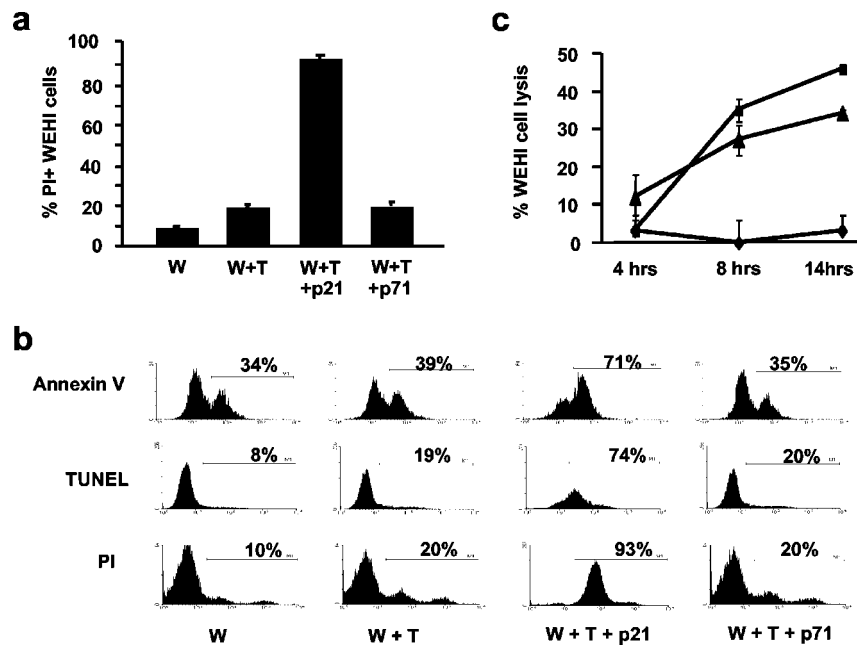 a
% PI+ WEHI cells
100
80
60
40
20
0
W
W+T
W+T
+p21
W+T
+p71
c
% WEHI cell lysis
50
40
30
20
10
0
4 hrs
8 hrs
14hrs
b
Annexin V
34%
39%
71%
35%
TUNEL
8%
19%
74%
20%
PI
10%
20%
93%
20%
W
W + T
W + T + p21
W + T + p71